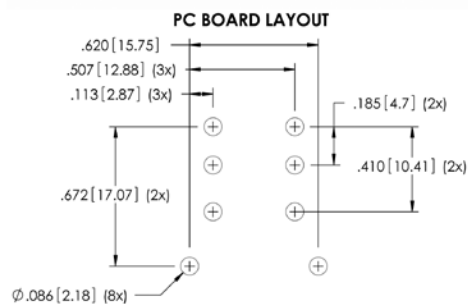 PC BOARD LAYOUT
.620[15.75]
.507[12.88] (3x)
.113[2.87] (3x)
.185[4.7] (2x)
.410[10.41] (2x)
.672[17.07] (2x)
Ø.086[2.18] (8x)